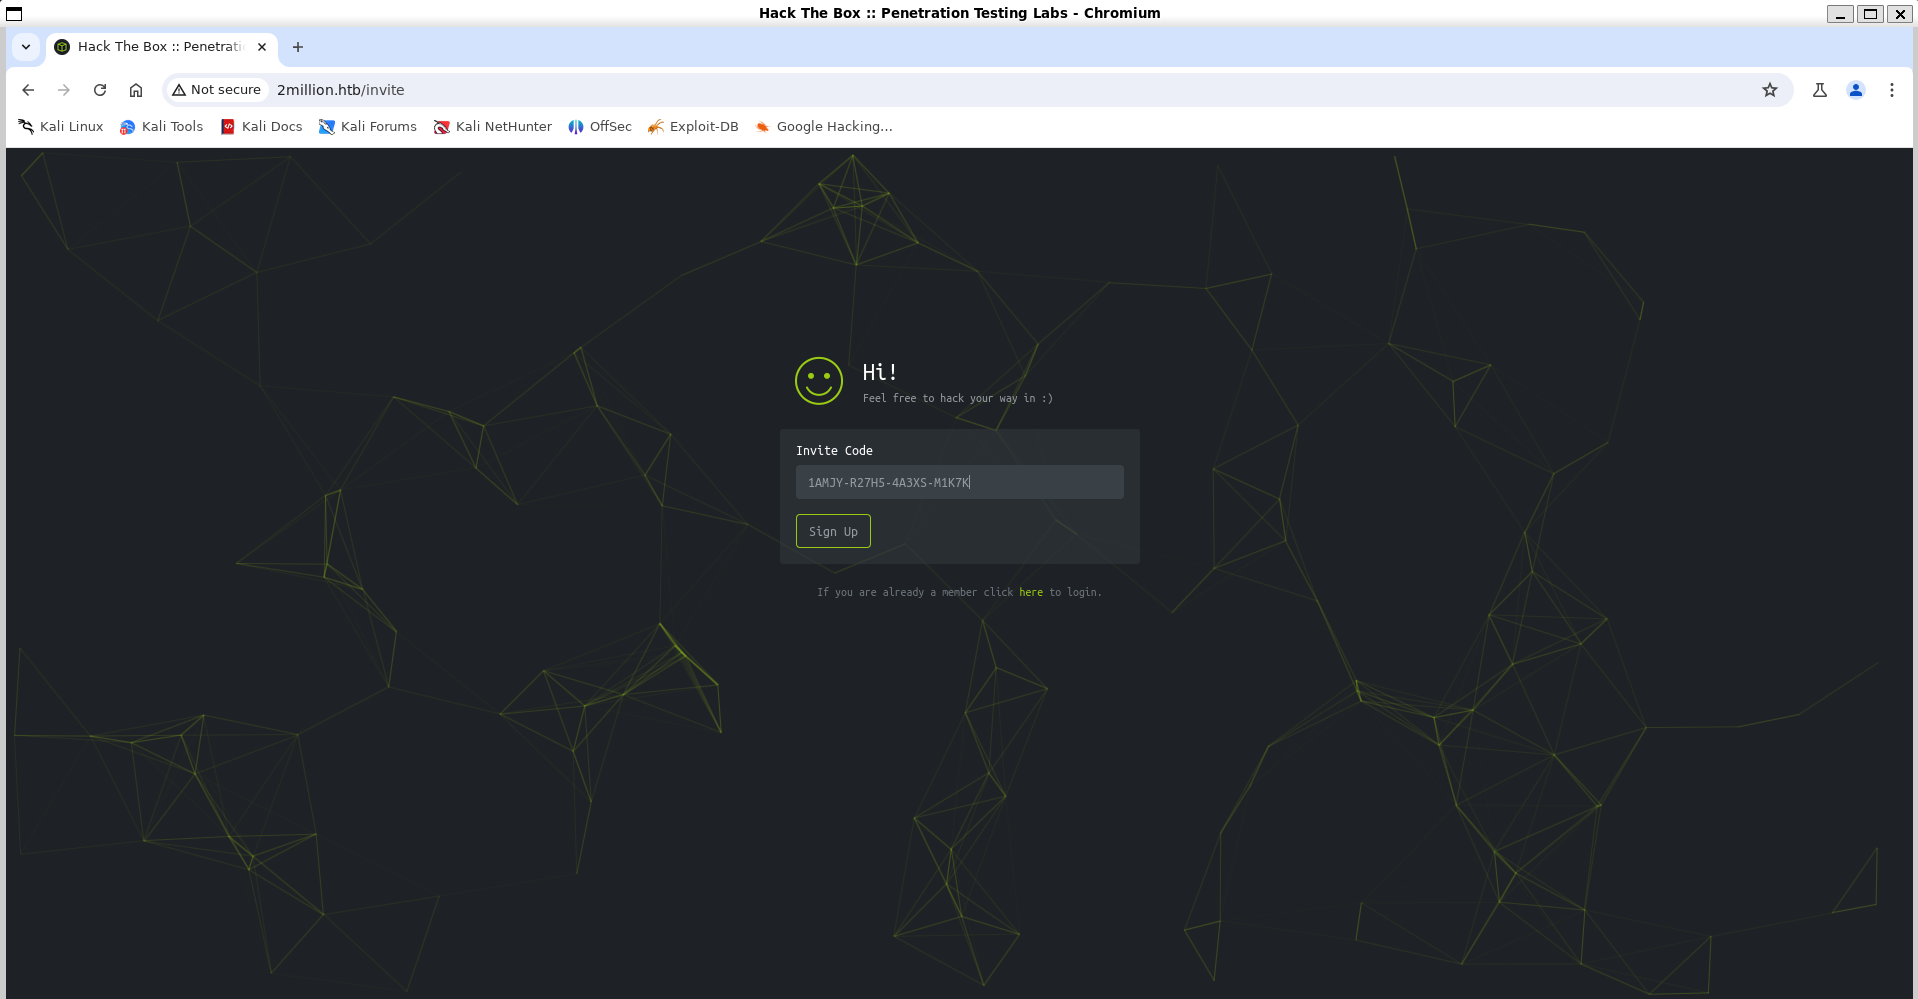 Hack The Box :: Penetration Testing Labs - Chromium
Hack The Box :: Penetrati
Not secure
2million.htb/invite
Kali Linux
Kali Tools
Kali Docs
Kali Forums
Kali NetHunter
OffSec
Exploit-DB
Google Hacking...
Hi!
Feel free to hack your way in :)
Invite Code
1AMJY-R27H5-4A3XS-M1K7K
Sign Up
If you are already a member click here to login.